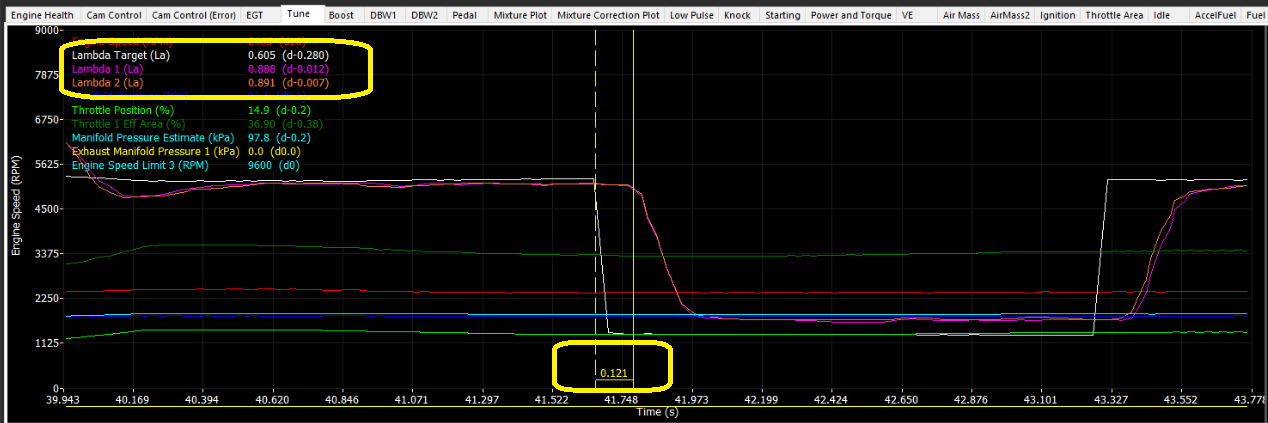 Engine Health Cam Control Cam Control (Error) EGT Tune Boost DBW1 DBW2 Pedal Mixture Plot Mixture Correction Plot Low Pulse Knock Starting Power and Torque VE Air Mass AirMass2 Ignition Throttle Area Idle AccelFuel Fuel
9000
Lambda Target (La) 0.605 (d-0.280)
Lambda 1 (La) 0.888 (d-0.012)
7875
Lambda 2 (La) 0.891 (d-0.007)
Throttle Position (%) 14.9 (d-0.2)
6750
Throttle 1 Eff Area (%) 36.90 (d-0.38)
Manifold Pressure Estimate (kPa) 97.8 (d-0.2)
Exhaust Manifold Pressure 1 (kPa) 0.0 (d0.0)
5625
Engine Speed Limit 3 (RPM) 9600 (d0)
Engine Speed (RPM)
4500
3375
2250
1125
0.121
0
39.943 40.169 40.394 40.620 40.846 41.071 41.297 41.522 41.748 41.973 42.199 42.424 42.650 42.876 43.101 43.327 43.552 43.778
Time (s)